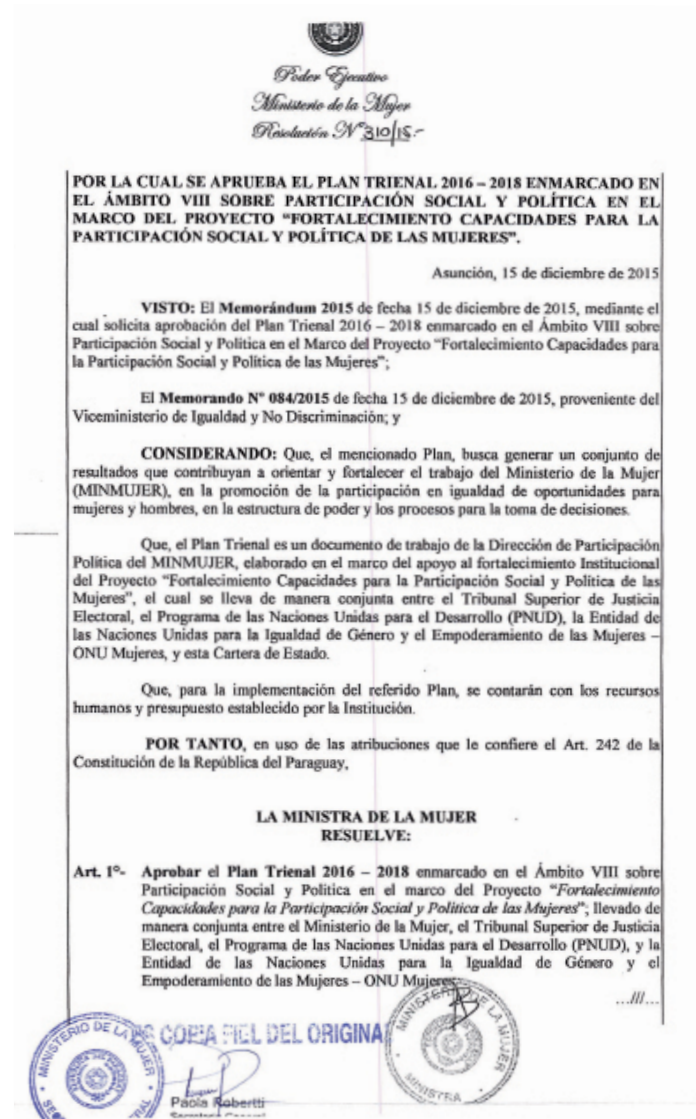 Poder Ejecutivo
Ministerio de la Mujer
Resolución N° 310/15.-
POR LA CUAL SE APRUEBA EL PLAN TRIENAL 2016 – 2018 ENMARCADO EN
EL ÁMBITO VIII SOBRE PARTICIPACIÓN SOCIAL Y POLÍTICA EN EL
MARCO DEL PROYECTO “FORTALECIMIENTO CAPACIDADES PARA LA
PARTICIPACIÓN SOCIAL Y POLÍTICA DE LAS MUJERES”.
Asunción, 15 de diciembre de 2015
VISTO: El Memorándum 2015 de fecha 15 de diciembre de 2015, mediante el
cual solicita aprobación del Plan Trienal 2016 – 2018 enmarcado en el Ámbito VIII sobre
Participación Social y Política en el Marco del Proyecto “Fortalecimiento Capacidades para
la Participación Social y Política de las Mujeres”;
El Memorando N° 084/2015 de fecha 15 de diciembre de 2015, proveniente del
Viceministerio de Igualdad y No Discriminación; y
CONSIDERANDO: Que, el mencionado Plan, busca generar un conjunto de
resultados que contribuyan a orientar y fortalecer el trabajo del Ministerio de la Mujer
(MINMUJER), en la promoción de la participación en igualdad de oportunidades para
mujeres y hombres, en la estructura de poder y los procesos para la toma de decisiones.
Que, el Plan Trienal es un documento de trabajo de la Dirección de Participación
Política del MINMUJER, elaborado en el marco del apoyo al fortalecimiento Institucional
del Proyecto “Fortalecimiento Capacidades para la Participación Social y Política de las
Mujeres”, el cual se lleva de manera conjunta entre el Tribunal Superior de Justicia
Electoral, el Programa de las Naciones Unidas para el Desarrollo (PNUD), la Entidad de
las Naciones Unidas para la Igualdad de Género y el Empoderamiento de las Mujeres –
ONU Mujeres, y esta Cartera de Estado.
Que, para la implementación del referido Plan, se contarán con los recursos
humanos y presupuesto establecido por la Institución.
POR TANTO, en uso de las atribuciones que le confiere el Art. 242 de la
Constitución de la República del Paraguay,
LA MINISTRA DE LA MUJER
RESUELVE:
Art. 1°- Aprobar el Plan Trienal 2016 – 2018 enmarcado en el Ámbito VIII sobre
Participación Social y Política en el marco del Proyecto “Fortalecimiento
Capacidades para la Participación Social y Política de las Mujeres”; llevado de
manera conjunta entre el Ministerio de la Mujer, el Tribunal Superior de Justicia
Electoral, el Programa de las Naciones Unidas para el Desarrollo (PNUD), y la
Entidad de las Naciones Unidas para la Igualdad de Género y el
Empoderamiento de las Mujeres – ONU Mujeres
...///...
MINISTERIO DE LA MUJER
ES COPIA FIEL DEL ORIGINAL
MINISTERIO DE LA MUJER
MINISTRA
Paola Robertti